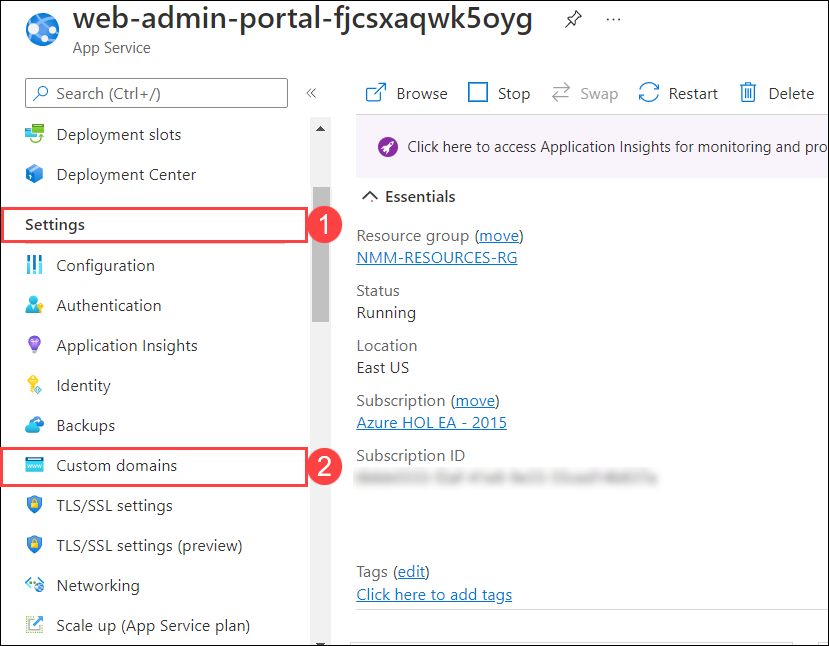 web-admin-portal-fjcsxaqwk5oyg
App Service
Search (Ctrl+/)
«
Deployment slots
Deployment Center
Settings
1
Configuration
Authentication
Application Insights
Identity
Backups
Custom domains
2
TLS/SSL settings
TLS/SSL settings (preview)
Networking
Scale up (App Service plan)
Browse Stop Swap Restart Delete
Click here to access Application Insights for monitoring and pro
Essentials
Resource group (move)
NMM-RESOURCES-RG
Status
Running
Location
East US
Subscription (move)
Azure HOL EA - 2015
Subscription ID
Tags (edit)
Click here to add tags